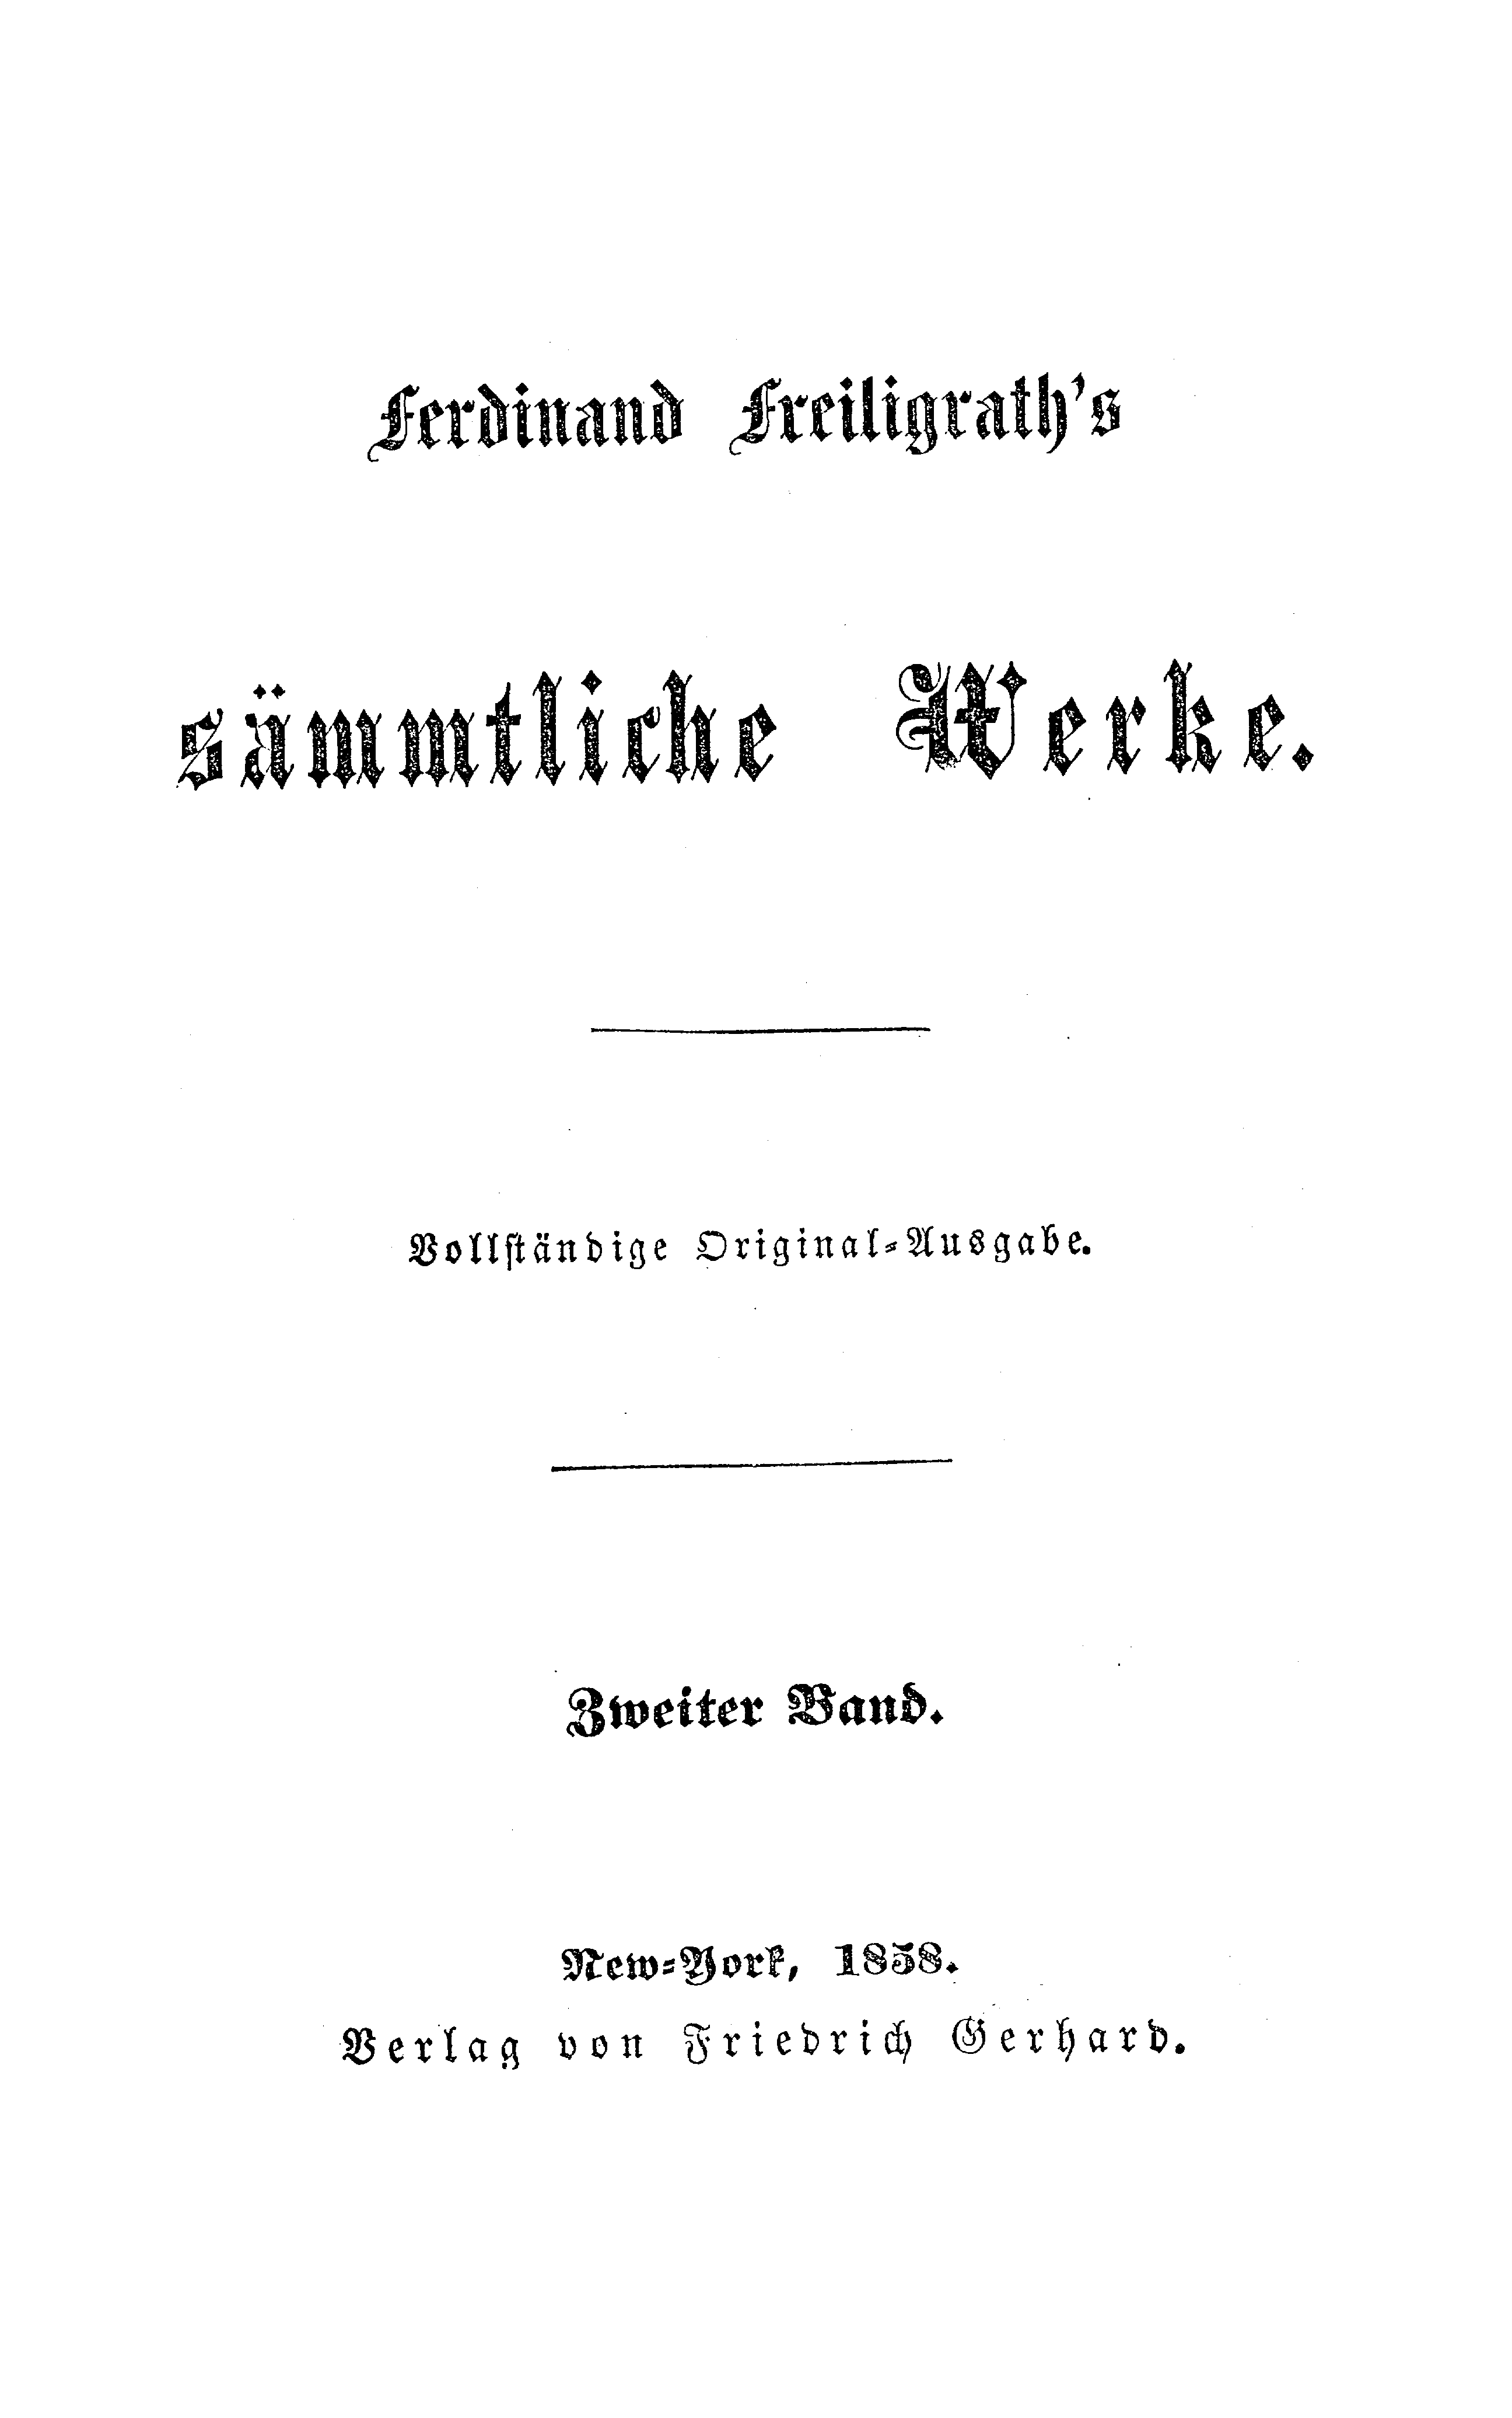 Ferdinand Freiligrath's
sämmtliche Werke.
Vollständige Original-Ausgabe.
Zweiter Band.
New-York, 1858.
Verlag von Friedrich Gerhard.